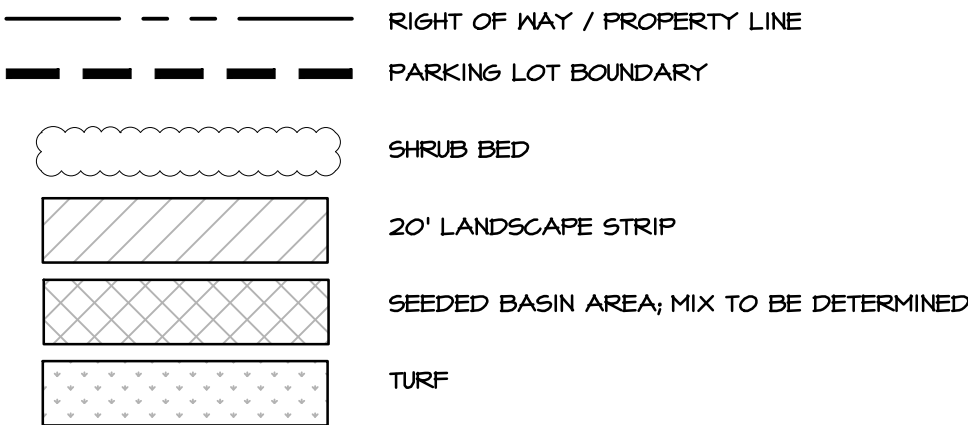 RIGHT OF WAY / PROPERTY LINE
PARKING LOT BOUNDARY
SHRUB BED
20' LANDSCAPE STRIP
SEEDED BASIN AREA; MIX TO BE DETERMINED
TURF